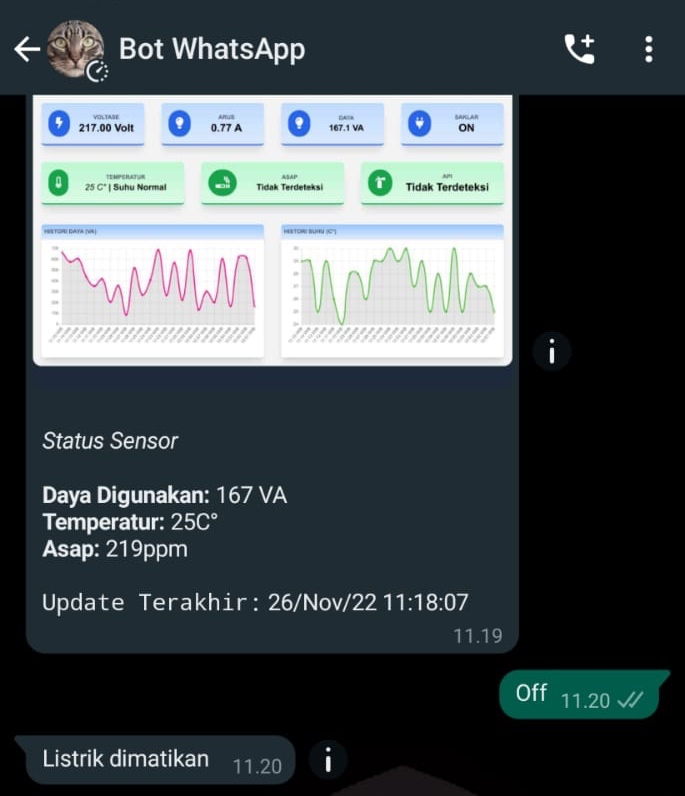 Bot WhatsApp
VOLTASE
217.00 Volt
ARUS
0.77 A
DAYA
167.1 VA
SAKLAR
ON
TEMPERATUR
25 C° | Suhu Normal
ASAP
Tidak Terdeteksi
API
Tidak Terdeteksi
HISTORI DAYA (VA)
HISTORI SUHU (C°)
Status Sensor
Daya Digunakan: 167 VA
Temperatur: 25C°
Asap: 219ppm
Update Terakhir: 26/Nov/22 11:18:07
11.19
Off 11.20
Listrik dimatikan 11.20